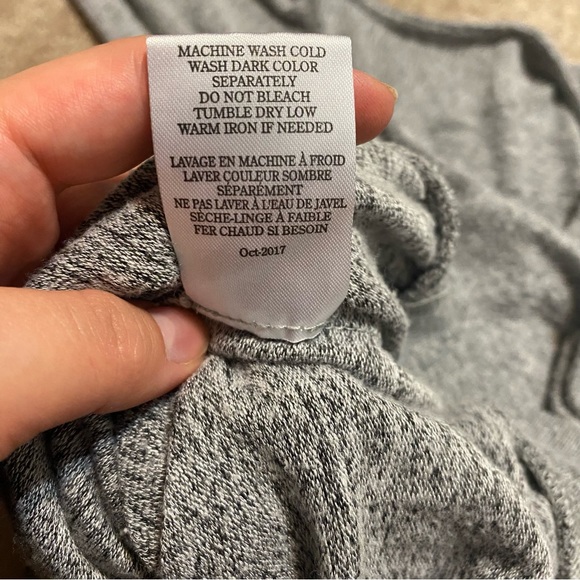 MACHINE WASH COLD
WASH DARK COLOR
SEPARATELY
DO NOT BLEACH
TUMBLE DRY LOW
WARM IRON IF NEEDED
LAVAGE EN MACHINE À FROID
LAVER COULEUR SOMBRE
SÉPARÉMENT
NE PAS LAVER À L'EAU DE JAVEL
SÈCHE-LINGE A FAIBLE
FER CHAUD SI BESOIN
Oct-2017